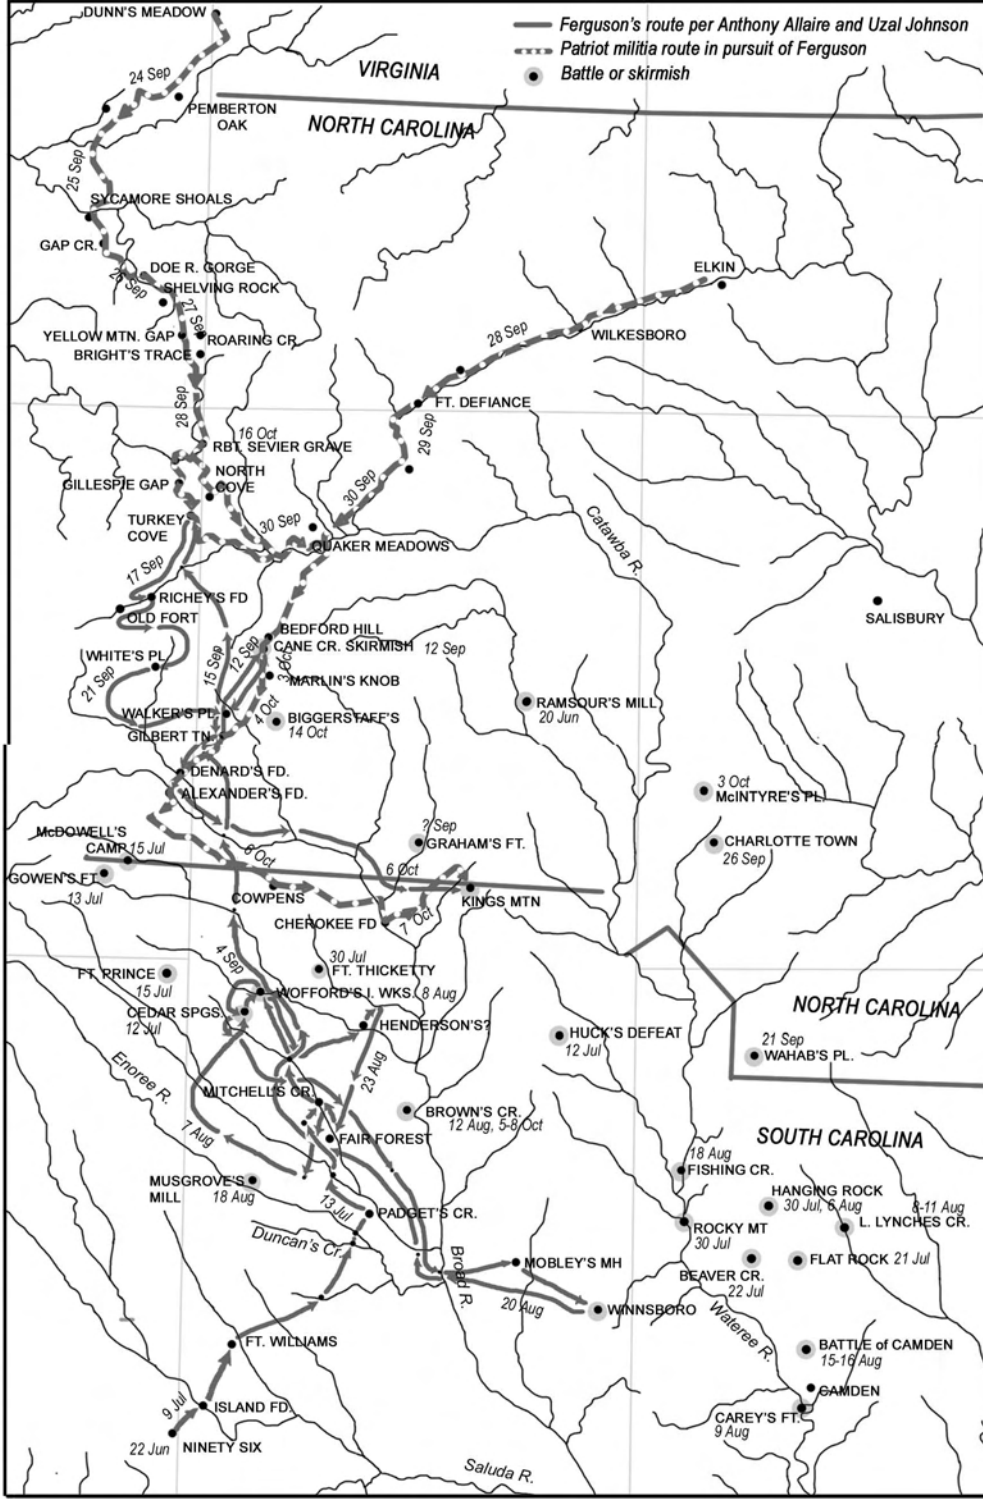 DUNN'S MEADOW
Ferguson's route per Anthony Allaire and Uzal Johnson
Patriot militia route in pursuit of Ferguson
Battle or skirmish
24 Sep
VIRGINIA
PEMBERTON
OAK
NORTH CAROLINA
25 Sep
SYCAMORE SHOALS
GAP CR.
DOE R. GORGE
26 Sep
SHELVING ROCK
ELKIN
27 Sep
YELLOW MTN. GAP
ROARING CR.
BRIGHT'S TRACE
28 Sep
WILKESBORO
28 Sep
FT. DEFIANCE
29 Sep
16 Oct
RBT. SEVIER GRAVE
GILLESPIE GAP
NORTH
COVE
30 Sep
TURKEY
COVE
30 Sep
QUAKER MEADOWS
Catawba R.
17 Sep
RICHEY'S FD
OLD FORT
SALISBURY
BEDFORD HILL
CANE CR. SKIRMISH 12 Sep
WHITE'S PL.
15 Sep
12 Sep
3 Oct
MARLIN'S KNOB
21 Sep
RAMSOUR'S MILL
20 Jun
WALKER'S PL.
4 Oct
BIGGERSTAFF'S
14 Oct
GILBERT TN.
DENARD'S FD.
ALEXANDER'S FD.
3 Oct
McINTYRE'S PL.
McDOWELL'S
CAMP 15 Jul
? Sep
GRAHAM'S FT.
CHARLOTTE TOWN
26 Sep
6 Oct
6 Oct
GOWEN'S FT.
13 Jul
COWPENS
KINGS MTN
CHEROKEE FD
7 Oct
4 Sep
30 Jul
FT. THICKETTY
FT. PRINCE
15 Jul
WOFFORD'S I. WKS. 8 Aug
CEDAR SPGS.
12 Jul
HENDERSON'S?
NORTH CAROLINA
HUCK'S DEFEAT
12 Jul
21 Sep
WAHAB'S PL.
Enoree R.
23 Aug
MITCHELL'S CR.
BROWN'S CR.
12 Aug, 5-8 Oct
7 Aug
FAIR FOREST
SOUTH CAROLINA
18 Aug
FISHING CR.
MUSGROVE'S
MILL
18 Aug
13 Jul
PADGET'S CR.
HANGING ROCK
30 Jul, 6 Aug
8-11 Aug
L. LYNCHES CR.
ROCKY MT
30 Jul
Duncan's Cr.
Broad R.
MOBLEY'S MH
FLAT ROCK 21 Jul
BEAVER CR.
22 Jul
20 Aug
WINNSBORO
Wateree R.
FT. WILLIAMS
BATTLE of CAMDEN
15-16 Aug
CAMDEN
9 Jul
ISLAND FD.
CAREY'S FT.
9 Aug
22 Jun
NINETY SIX
Saluda R.